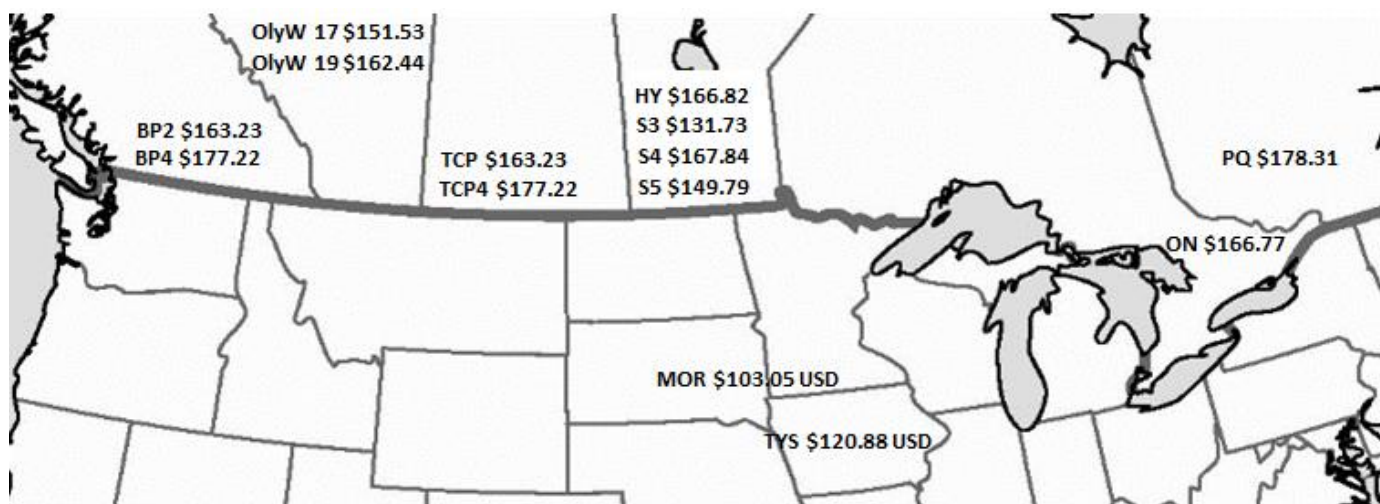 OlyW 17 $151.53
OlyW 19 $162.44
BP2 $163.23
BP4 $177.22
TCP $163.23
TCP4 $177.22
HY $166.82
S3 $131.73
S4 $167.84
S5 $149.79
PQ $178.31
ON $166.77
MOR $103.05 USD
TYS $120.88 USD